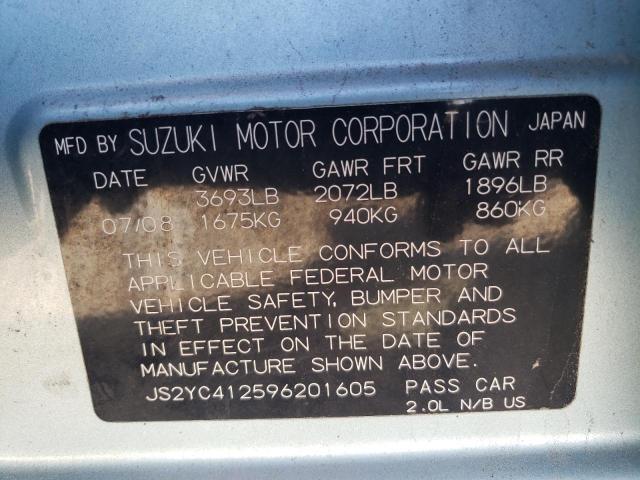 MFD BY SUZUKI MOTOR CORPORATION JAPAN
DATE GVWR GAWR FRT GAWR RR
3693LB 2072LB 1896LB
07/08 1675KG 940KG 860KG
THIS VEHICLE CONFORMS TO ALL
APPLICABLE FEDERAL MOTOR
VEHICLE SAFETY, BUMPER AND
THEFT PREVENTION STANDARDS
IN EFFECT ON THE DATE OF
MANUFACTURE SHOWN ABOVE.
JS2YC412596201605 PASS CAR
2.0L N/B US